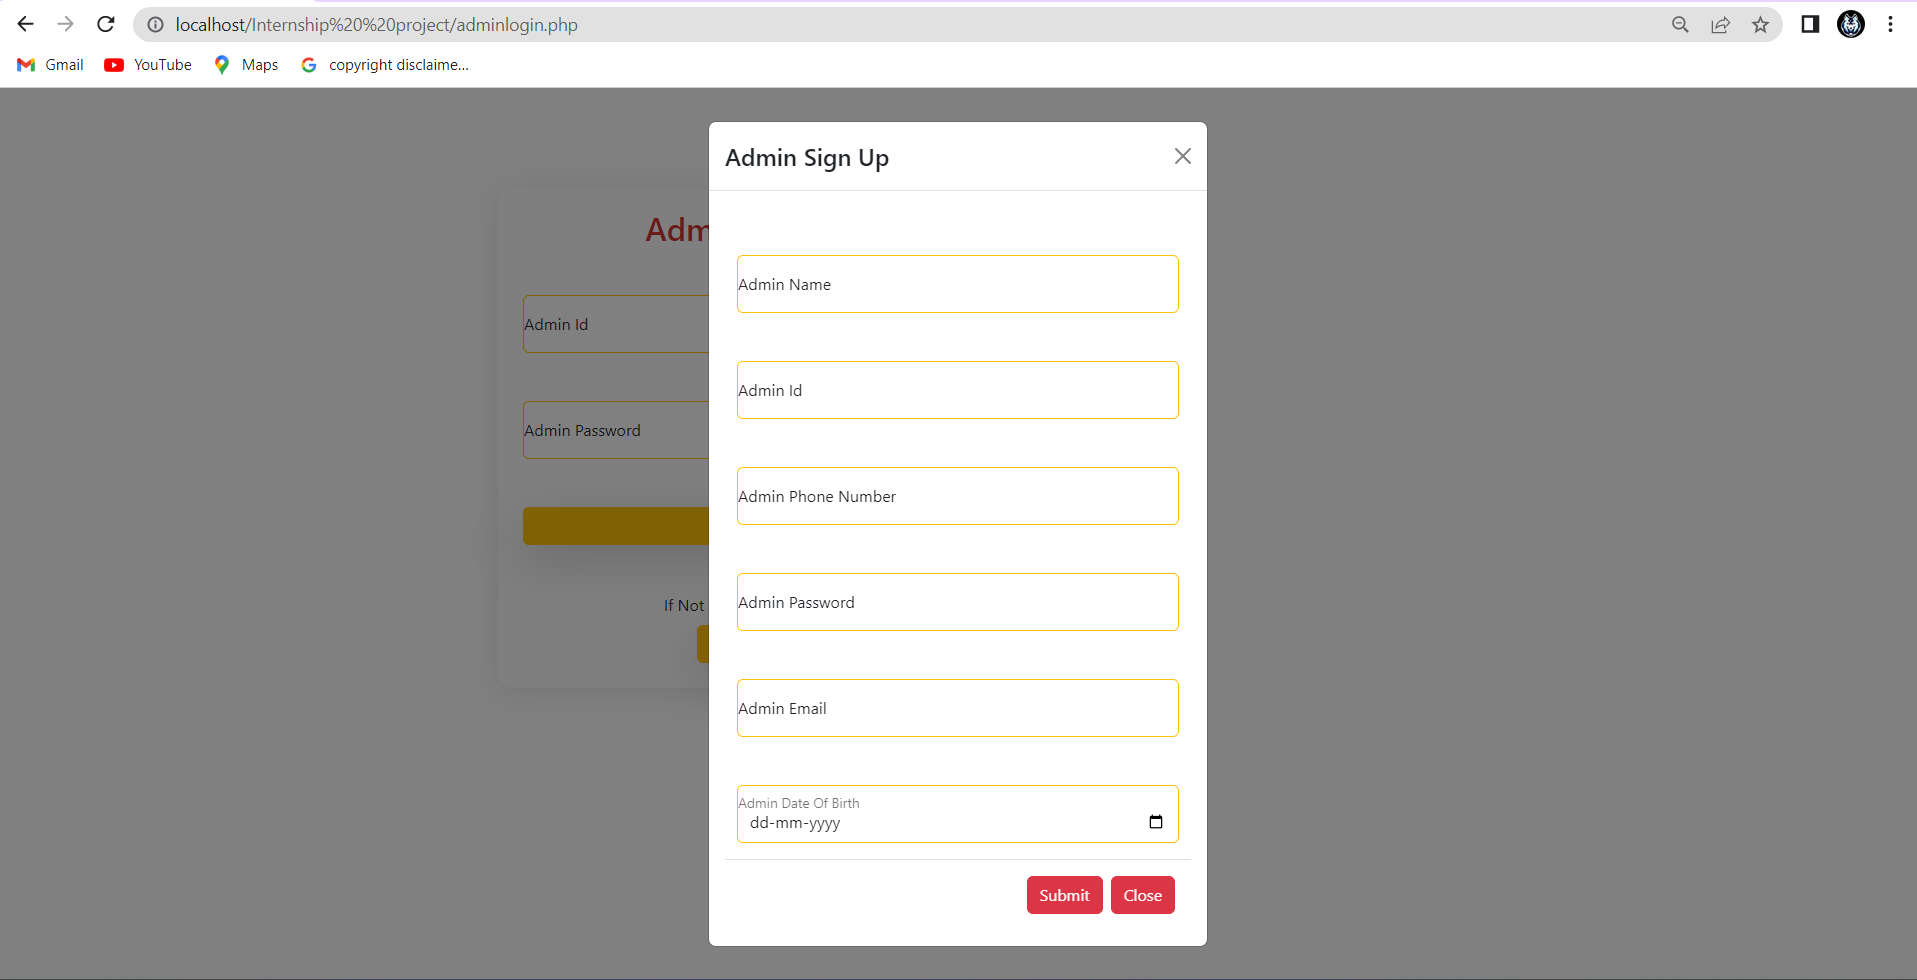 localhost/Internship%20%20project/adminlogin.php
Gmail YouTube Maps copyright disclaime...
Admin Sign Up
Adm
Admin Name
Admin Id
Admin Id
Admin Password
Admin Phone Number
If Not
Admin Password
Admin Email
Admin Date Of Birth
dd-mm-yyyy
Submit Close